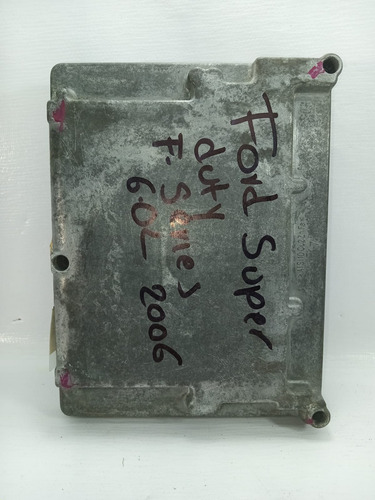 Ford Super
duty
F. Series
6.0L 2006